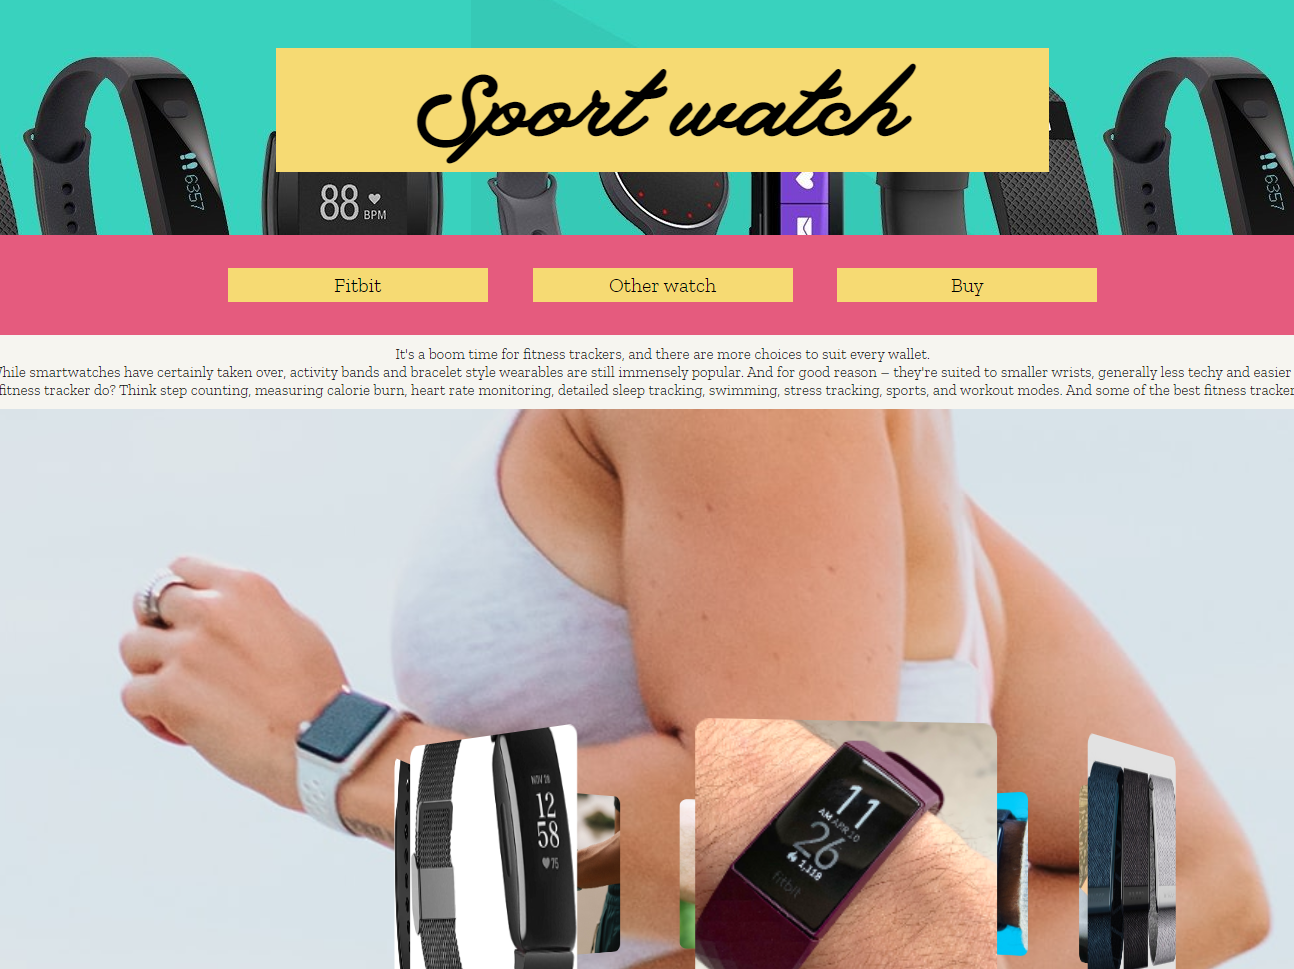 Sport watch
6357
88 BPM
6357
Fitbit
Other watch
Buy
It's a boom time for fitness trackers, and there are more choices to suit every wallet.
While smartwatches have certainly taken over, activity bands and bracelet style wearables are still immensely popular. And for good reason – they're suited to smaller wrists, generally less techy and easier
fitness tracker do? Think step counting, measuring calorie burn, heart rate monitoring, detailed sleep tracking, swimming, stress tracking, sports, and workout modes. And some of the best fitness tracker
NOV 28
12
58
75
11
AM APR 10
26
1,118
fitbit